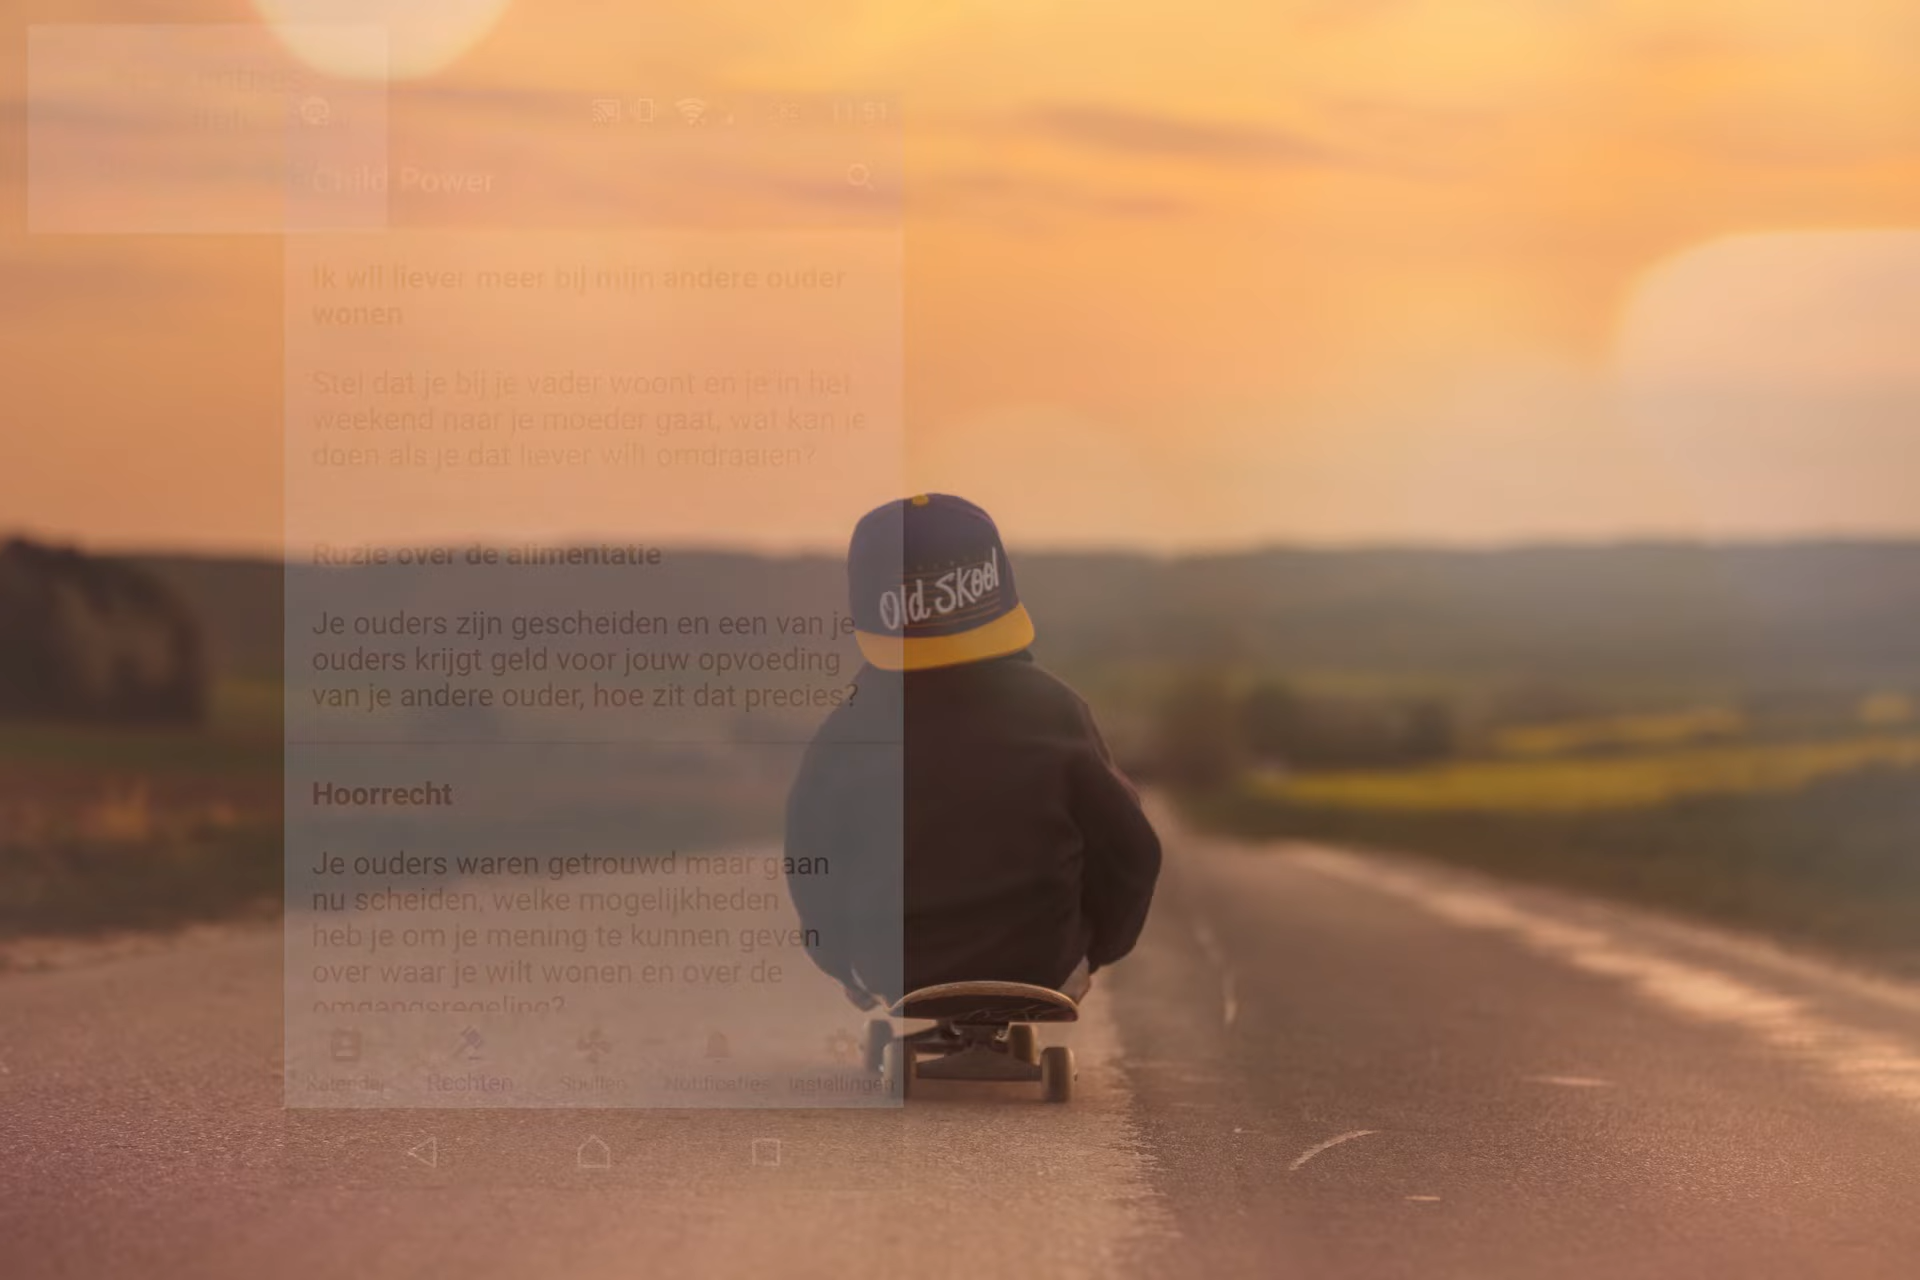 Child Power
Ik wil liever meer bij mijn andere ouder
wonen
Stel dat je bij je vader woont en je in het
weekend naar je moeder gaat, wat kan je
doen als je dat liever wilt omdraaien?
Ruzie over de alimentatie
Je ouders zijn gescheiden en een van je
ouders krijgt geld voor jouw opvoeding
van je andere ouder, hoe zit dat precies?
Old Skool
Hoorrecht
Je ouders waren getrouwd maar gaan
nu scheiden, welke mogelijkheden
heb je om je mening te kunnen geven
over waar je wilt wonen en over de
omgangsregeling?
Kalender Rechten Spullen Notificaties Instellingen